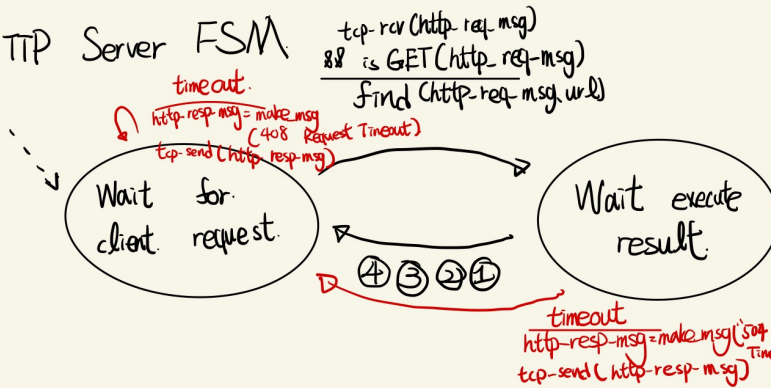 TTP Server FSM.
tcp-rcv (http-req-msg)
&& is GET (http_req-msg)
find (http-req-msg.url)
timeout.
http-resp-msg = make_msg
(408 Request Timeout)
tcp-send (http-resp-msg)
Wait for
client request.
Wait execute
result.
④ ③ ② ①
timeout
http-resp-msg = make_msg("504
Tim
tcp-send (http-resp-msg)